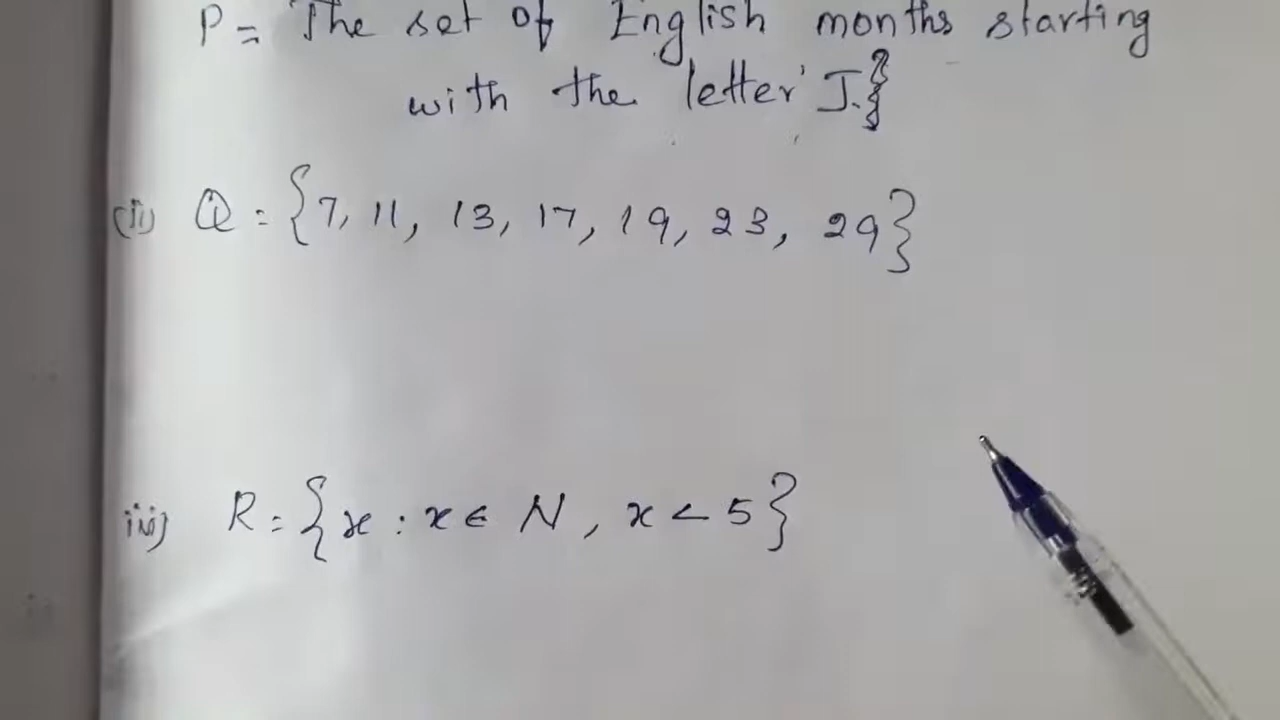 P = The set of English months starting
with the letter 'J.}
(ii) Q = {7, 11, 13, 17, 19, 23, 29}
iii) R = {x : x ∈ N, x < 5}